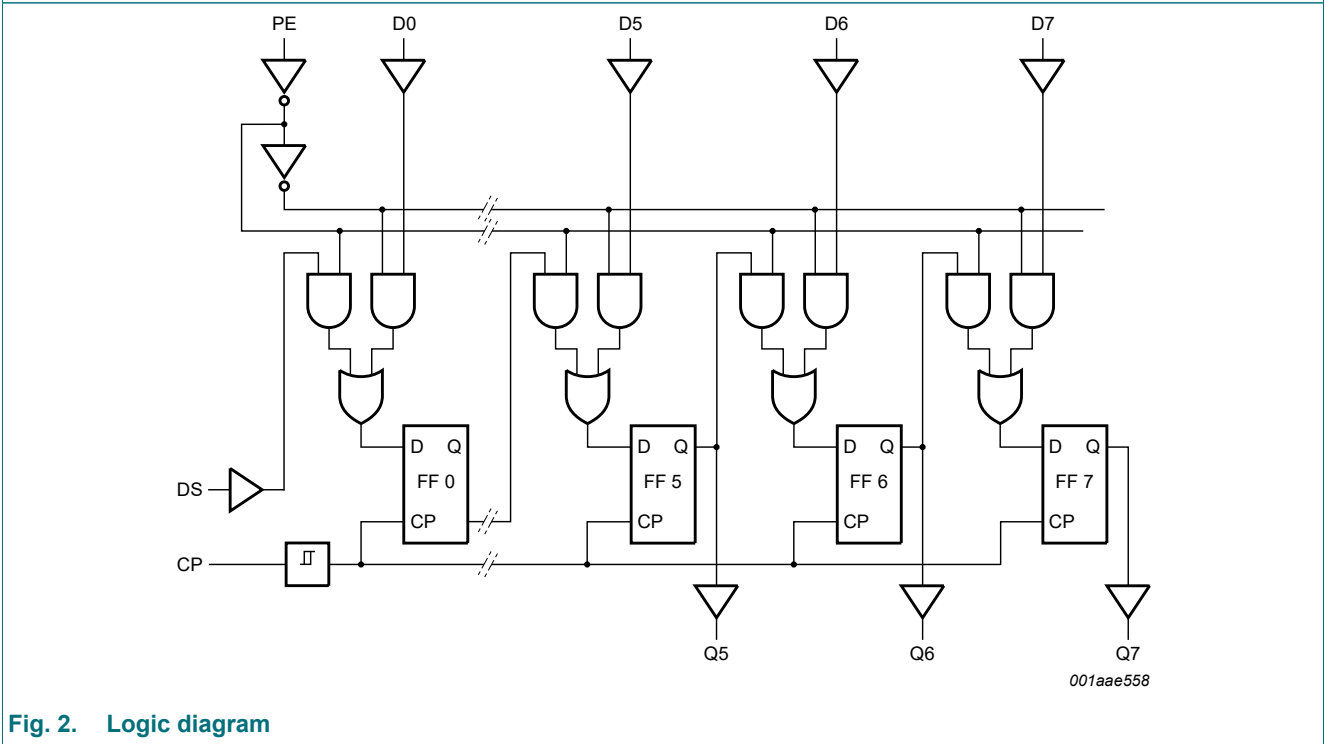 PE D0 D5 D6 D7
D Q D Q D Q D Q
DS FF 0 FF 5 FF 6 FF 7
CP CP CP CP
CP
Q5 Q6 Q7
001aae558
Fig. 2. Logic diagram